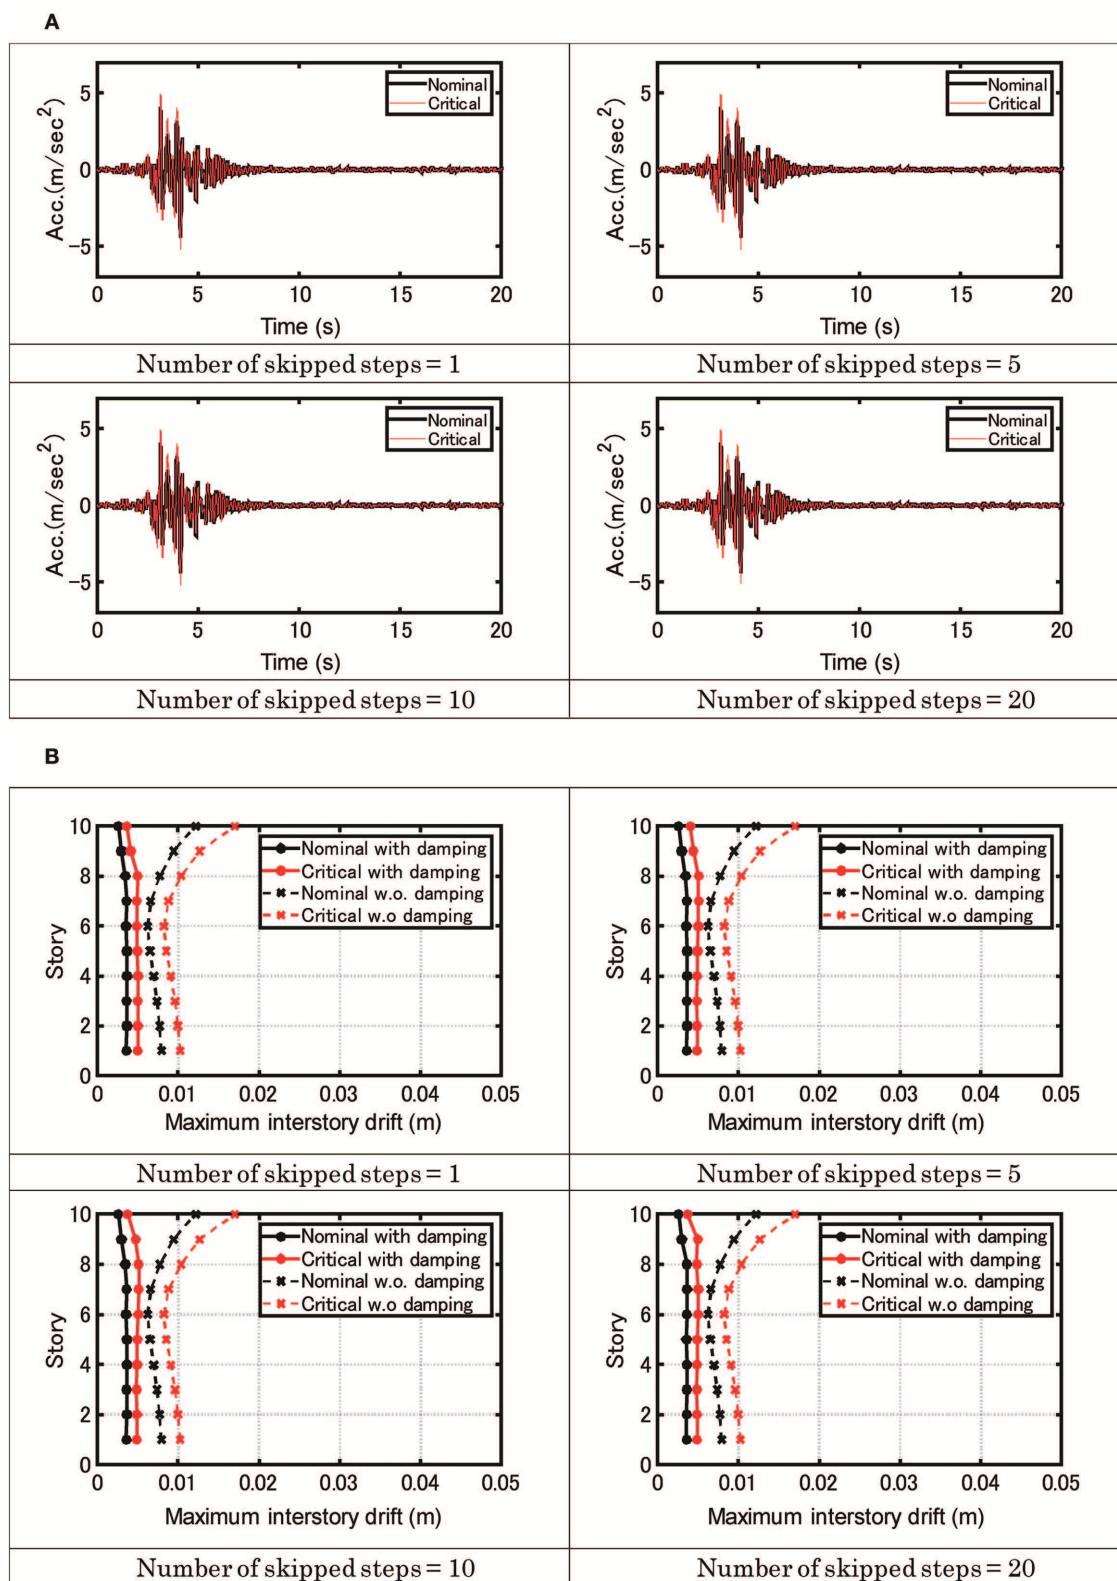 A
5
0
−5
Acc.(m/sec²)
Nominal
Critical
0 5 10 15 20
Time (s)
Number of skipped steps = 1
5
0
−5
Acc.(m/sec²)
Nominal
Critical
0 5 10 15 20
Time (s)
Number of skipped steps = 5
5
0
−5
Acc.(m/sec²)
Nominal
Critical
0 5 10 15 20
Time (s)
Number of skipped steps = 10
5
0
−5
Acc.(m/sec²)
Nominal
Critical
0 5 10 15 20
Time (s)
Number of skipped steps = 20
B
10
8
6
4
2
0
Story
Nominal with damping
Critical with damping
Nominal w.o. damping
Critical w.o damping
0 0.01 0.02 0.03 0.04 0.05
Maximum interstory drift (m)
Number of skipped steps = 1
10
8
6
4
2
0
Story
Nominal with damping
Critical with damping
Nominal w.o. damping
Critical w.o damping
0 0.01 0.02 0.03 0.04 0.05
Maximum interstory drift (m)
Number of skipped steps = 5
10
8
6
4
2
0
Story
Nominal with damping
Critical with damping
Nominal w.o. damping
Critical w.o damping
0 0.01 0.02 0.03 0.04 0.05
Maximum interstory drift (m)
Number of skipped steps = 10
10
8
6
4
2
0
Story
Nominal with damping
Critical with damping
Nominal w.o. damping
Critical w.o damping
0 0.01 0.02 0.03 0.04 0.05
Maximum interstory drift (m)
Number of skipped steps = 20